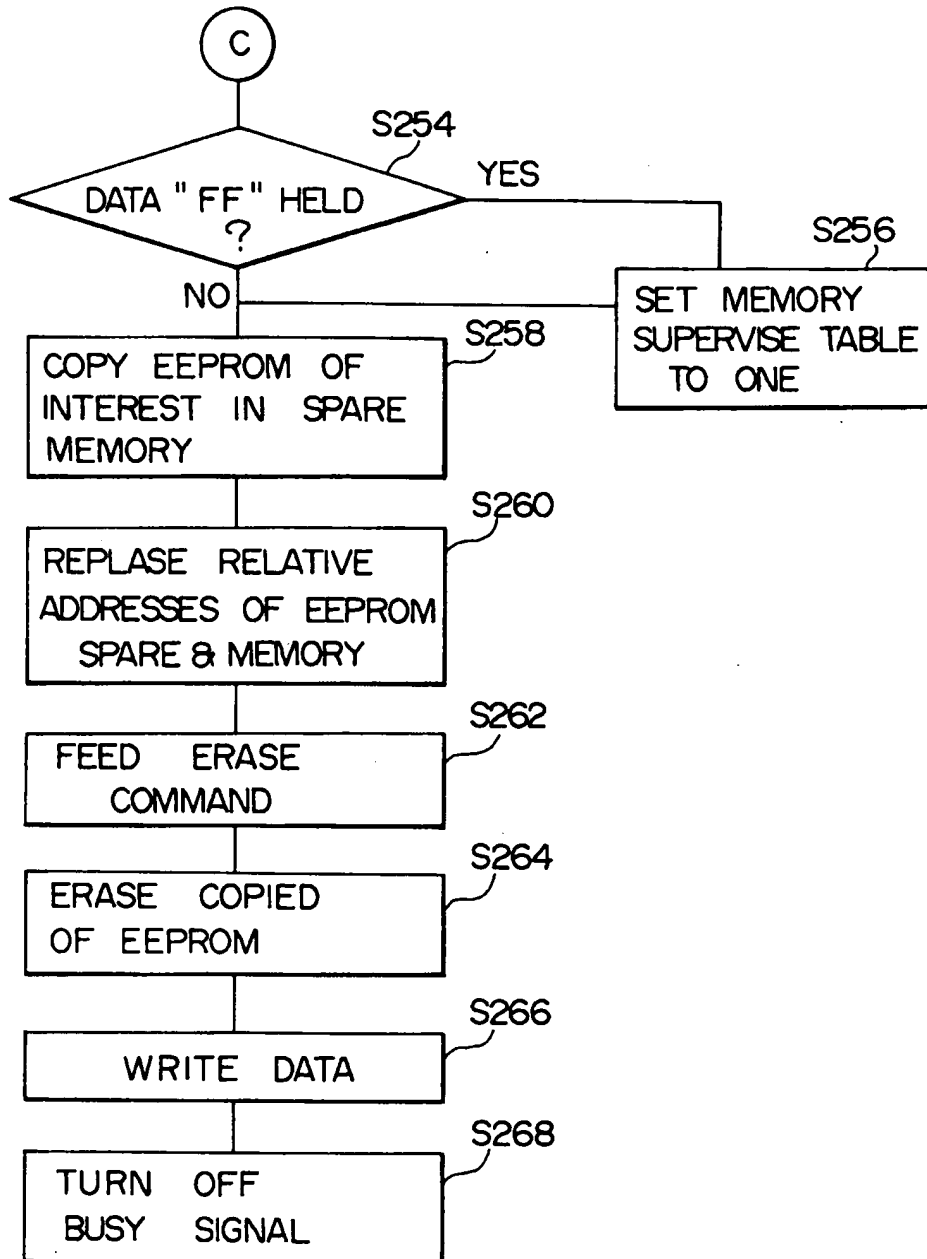 C
S254
DATA "FF" HELD
?
YES
NO
S256
SET MEMORY
SUPERVISE TABLE
TO ONE
S258
COPY EEPROM OF
INTEREST IN SPARE
MEMORY
S260
REPLASE RELATIVE
ADDRESSES OF EEPROM
SPARE & MEMORY
S262
FEED ERASE
COMMAND
S264
ERASE COPIED
OF EEPROM
S266
WRITE DATA
S268
TURN OFF
BUSY SIGNAL